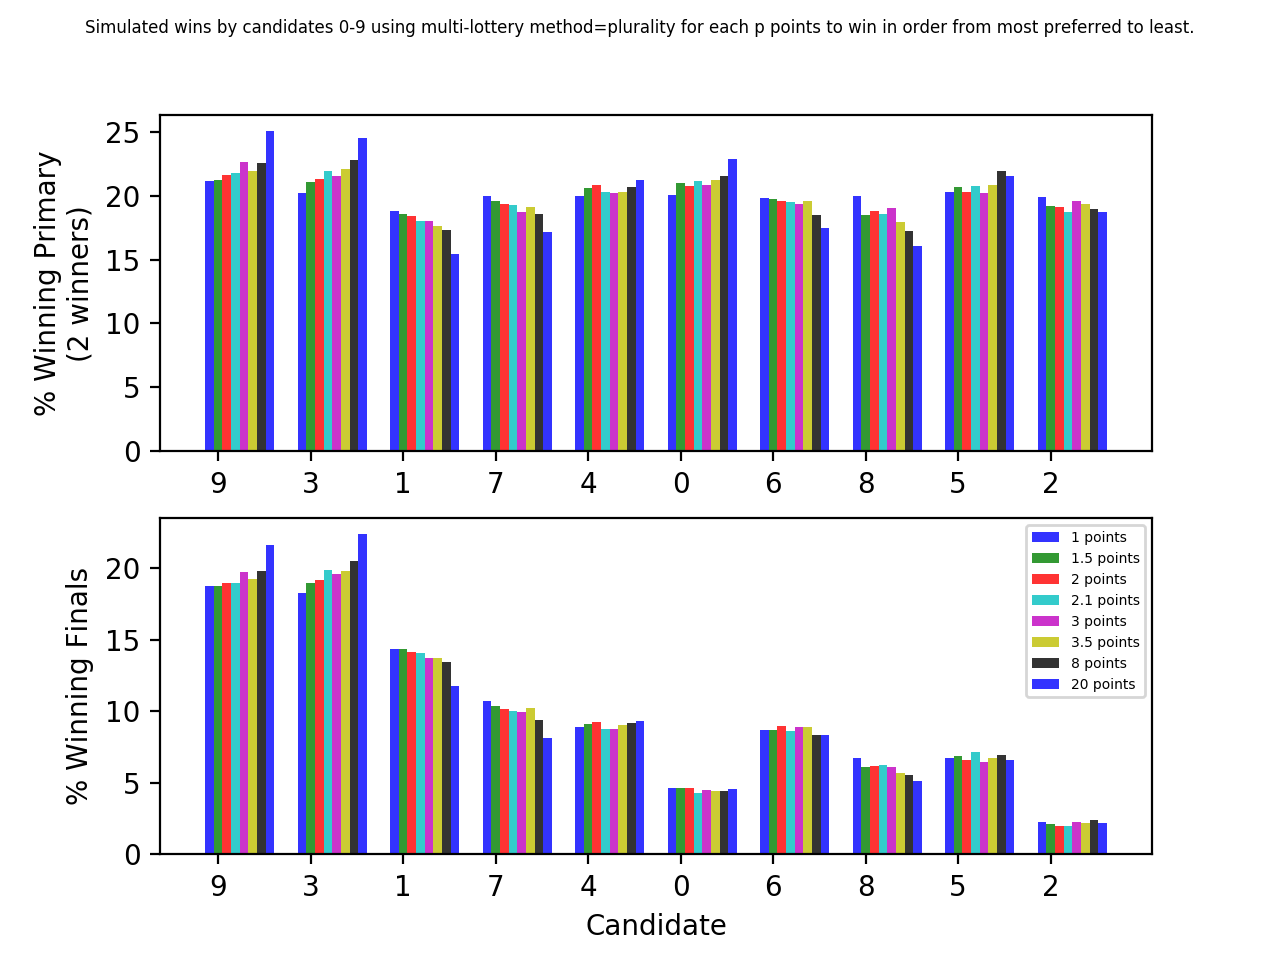 Simulated wins by candidates 0-9 using multi-lottery method=plurality for each p points to win in order from most preferred to least.
% Winning Primary
(2 winners)
25
20
15
10
5
0
9 3 1 7 4 0 6 8 5 2
% Winning Finals
20
15
10
5
0
1 points
1.5 points
2 points
2.1 points
3 points
3.5 points
8 points
20 points
9 3 1 7 4 0 6 8 5 2
Candidate